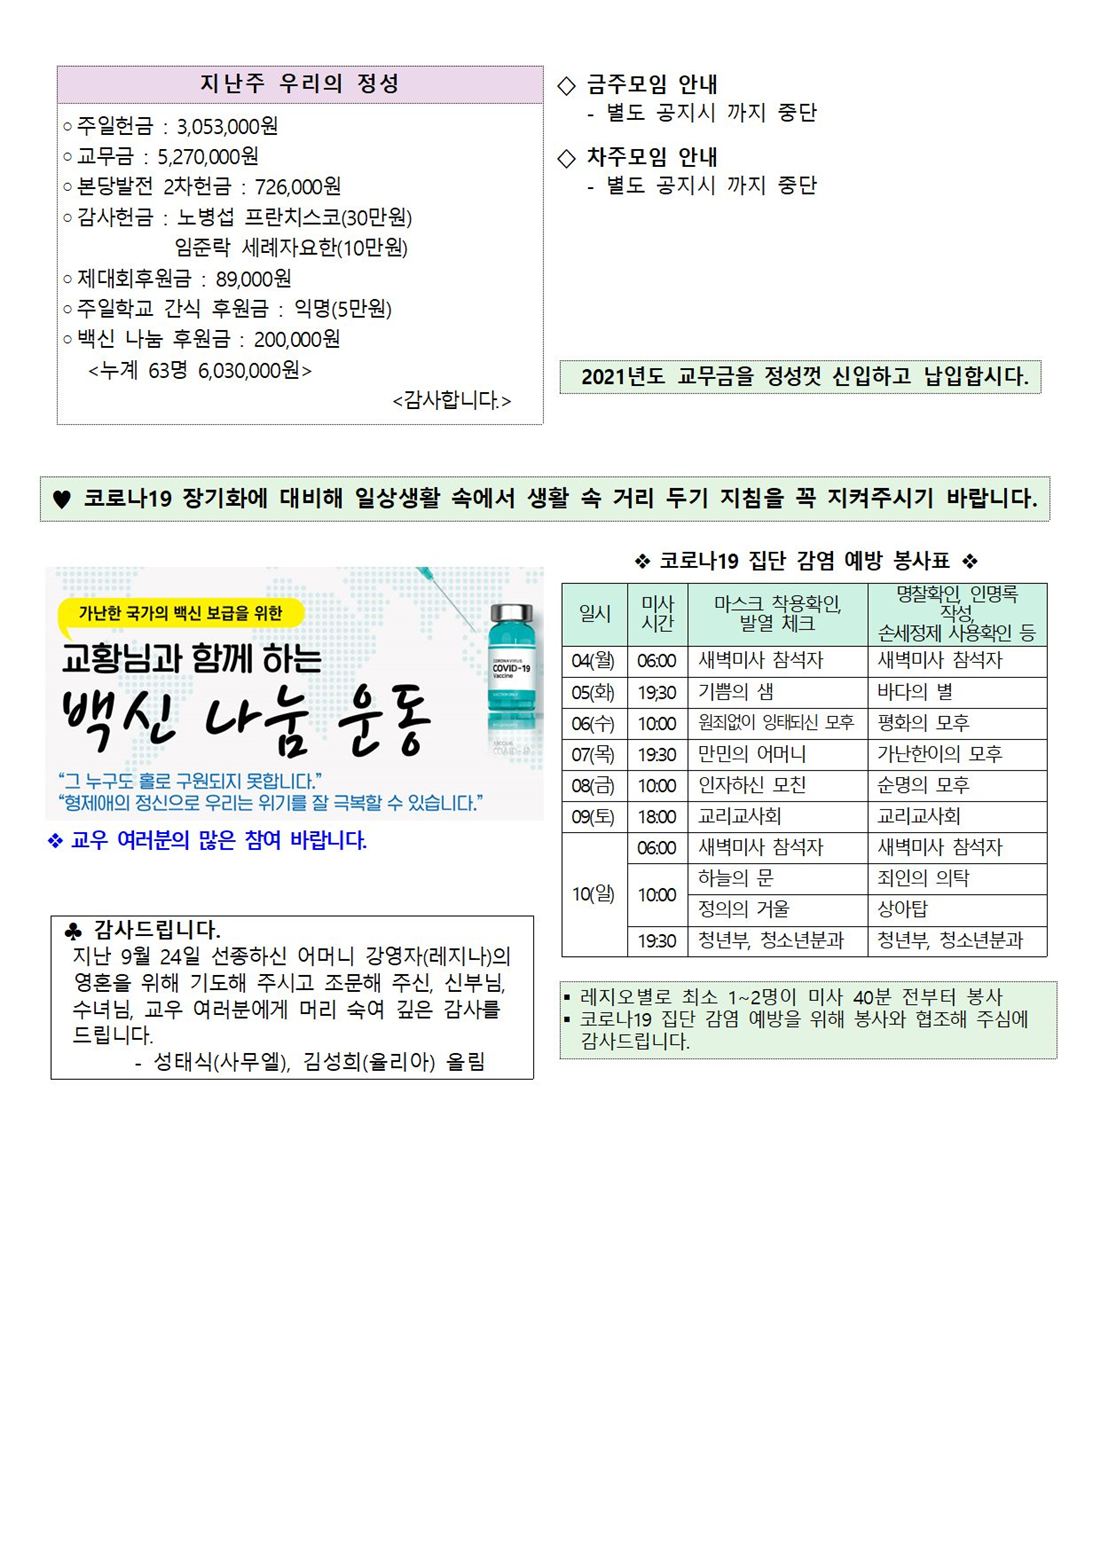 지난주 우리의 정성
○ 주일헌금 : 3,053,000원
○ 교무금 : 5,270,000원
○ 본당발전 2차헌금 : 726,000원
○ 감사헌금 : 노병섭 프란치스코(30만원)
임준락 세례자요한(10만원)
○ 제대회후원금 : 89,000원
○ 주일학교 간식 후원금 : 익명(5만원)
○ 백신 나눔 후원금 : 200,000원
<누계 63명 6,030,000원>
<감사합니다.>
◇ 금주모임 안내
- 별도 공지시 까지 중단
◇ 차주모임 안내
- 별도 공지시 까지 중단
2021년도 교무금을 정성껏 신입하고 납입합시다.
♥ 코로나19 장기화에 대비해 일상생활 속에서 생활 속 거리 두기 지침을 꼭 지켜주시기 바랍니다.
가난한 국가의 백신 보급을 위한
교황님과 함께 하는
백신 나눔 운동
“그 누구도 홀로 구원되지 못합니다.”
“형제애의 정신으로 우리는 위기를 잘 극복할 수 있습니다.”
CORONAVIRUS
COVID-19
Vaccine
INJECTION ONLY
❖ 교우 여러분의 많은 참여 바랍니다.
♣ 감사드립니다.
지난 9월 24일 선종하신 어머니 강영자(레지나)의
영혼을 위해 기도해 주시고 조문해 주신, 신부님,
수녀님, 교우 여러분에게 머리 숙여 깊은 감사를
드립니다.
- 성태식(사무엘), 김성희(율리아) 올림
❖ 코로나19 집단 감염 예방 봉사표 ❖
일시 미사 시간 마스크 착용확인, 발열 체크 명찰확인, 인명록 작성, 손세정제 사용확인 등
04(월) 06:00 새벽미사 참석자 새벽미사 참석자
05(화) 19:30 기쁨의 샘 바다의 별
06(수) 10:00 원죄없이 잉태되신 모후 평화의 모후
07(목) 19:30 만민의 어머니 가난한이의 모후
08(금) 10:00 인자하신 모친 순명의 모후
09(토) 18:00 교리교사회 교리교사회
10(일) 06:00 새벽미사 참석자 새벽미사 참석자
10:00 하늘의 문 죄인의 의탁
정의의 거울 상아탑
19:30 청년부, 청소년분과 청년부, 청소년분과
▪ 레지오별로 최소 1~2명이 미사 40분 전부터 봉사
▪ 코로나19 집단 감염 예방을 위해 봉사와 협조해 주심에
감사드립니다.